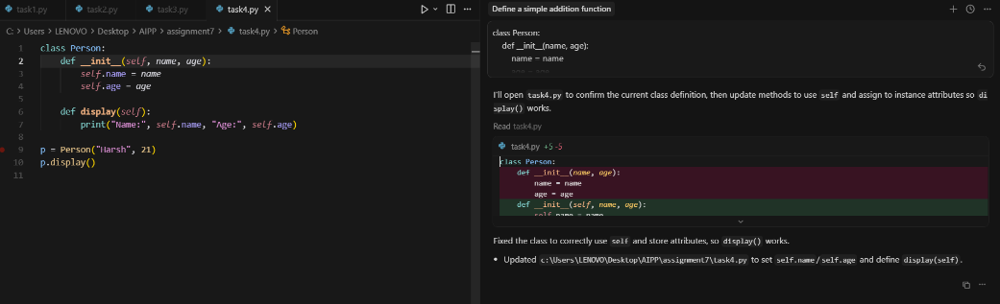 task1.py task2.py task3.py task4.py
C: > Users > LENOVO > Desktop > AIPP > assignment7 > task4.py > Person
1 class Person:
2 def __init__(self, name, age):
3 self.name = name
4 self.age = age
5
6 def display(self):
7 print("Name:", self.name, "Age:", self.age)
8
9 p = Person("Harsh", 21)
10 p.display()
11
Define a simple addition function
class Person:
def __init__(name, age):
name = name
age = age
I'll open task4.py to confirm the current class definition, then update methods to use self and assign to instance attributes so di
splay() works.
Read task4.py
task4.py +5 -5
class Person:
def __init__(name, age):
name = name
age = age
def __init__(self, name, age):
self.name = name
Fixed the class to correctly use self and store attributes, so display() works.
• Updated c:\Users\LENOVO\Desktop\AIPP\assignment7\task4.py to set self.name/self.age and define display(self).